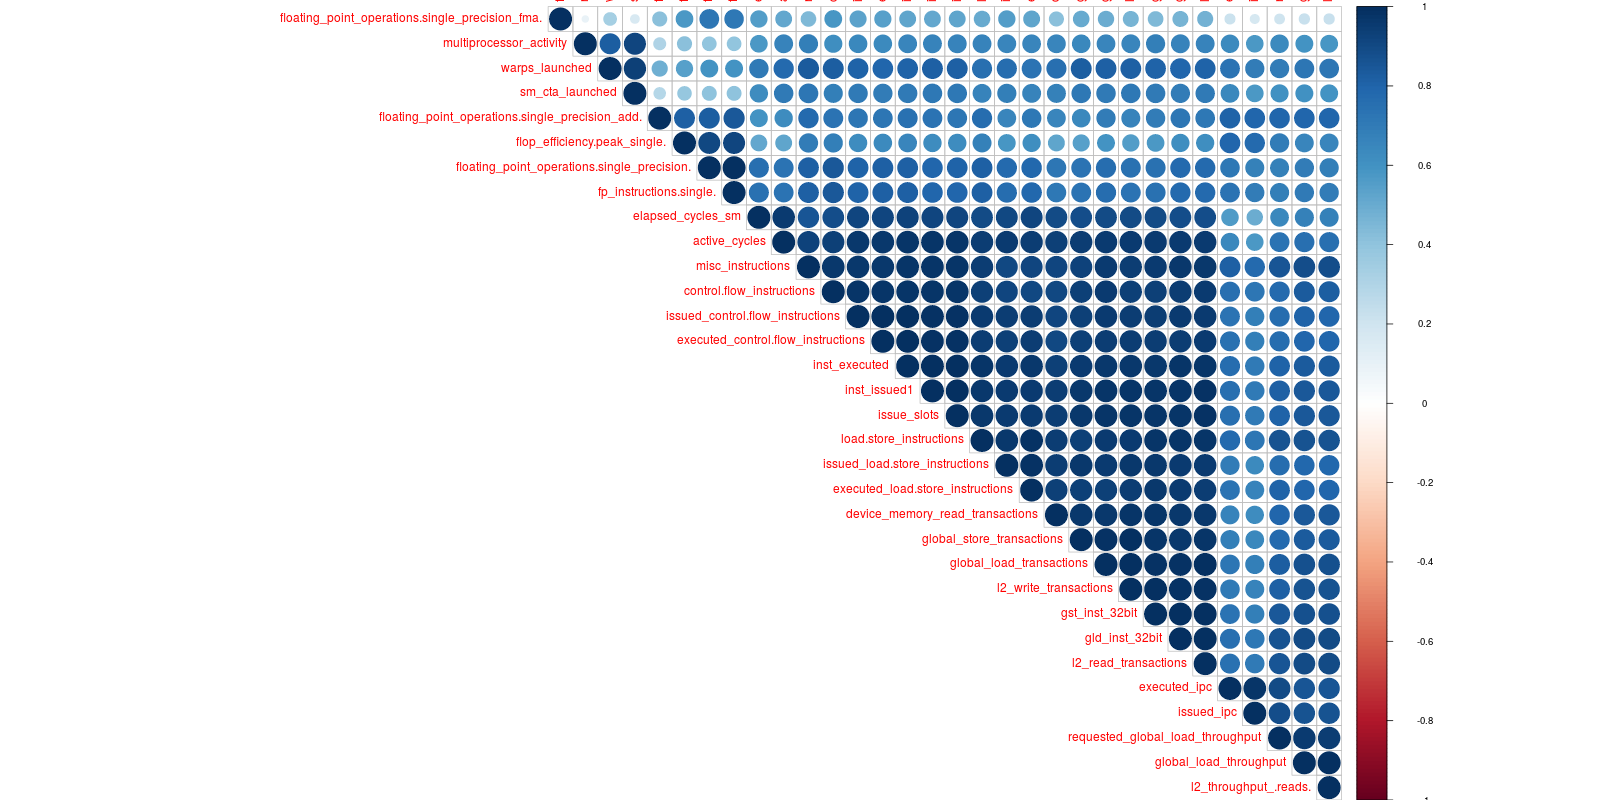 floating_point_operations.single_precision_fma.
multiprocessor_activity
warps_launched
sm_cta_launched
floating_point_operations.single_precision_add.
flop_efficiency.peak_single.
floating_point_operations.single_precision.
fp_instructions.single.
elapsed_cycles_sm
active_cycles
misc_instructions
control.flow_instructions
issued_control.flow_instructions
executed_control.flow_instructions
inst_executed
inst_issued1
issue_slots
load.store_instructions
issued_load.store_instructions
executed_load.store_instructions
device_memory_read_transactions
global_store_transactions
global_load_transactions
l2_write_transactions
gst_inst_32bit
gld_inst_32bit
l2_read_transactions
executed_ipc
issued_ipc
requested_global_load_throughput
global_load_throughput
l2_throughput_.reads.
1
0.8
0.6
0.4
0.2
0
-0.2
-0.4
-0.6
-0.8